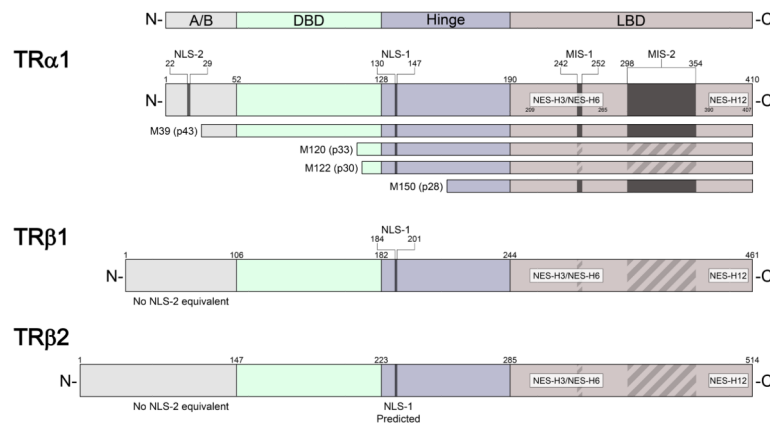 N- A/B DBD Hinge LBD -C
TRα1
NLS-2 NLS-1 MIS-1 MIS-2
22 29 130 147 242 252 298 354
1 52 128 190 410
N- NES-H3/NES-H6 NES-H12 -C
209 265 390 407
M39 (p43)
M120 (p33)
M122 (p30)
M150 (p28)
TRβ1
NLS-1
184 201
1 106 182 244 461
N- NES-H3/NES-H6 NES-H12 -C
No NLS-2 equivalent
TRβ2
1 147 223 285 514
N- NES-H3/NES-H6 NES-H12 -C
No NLS-2 equivalent NLS-1
Predicted